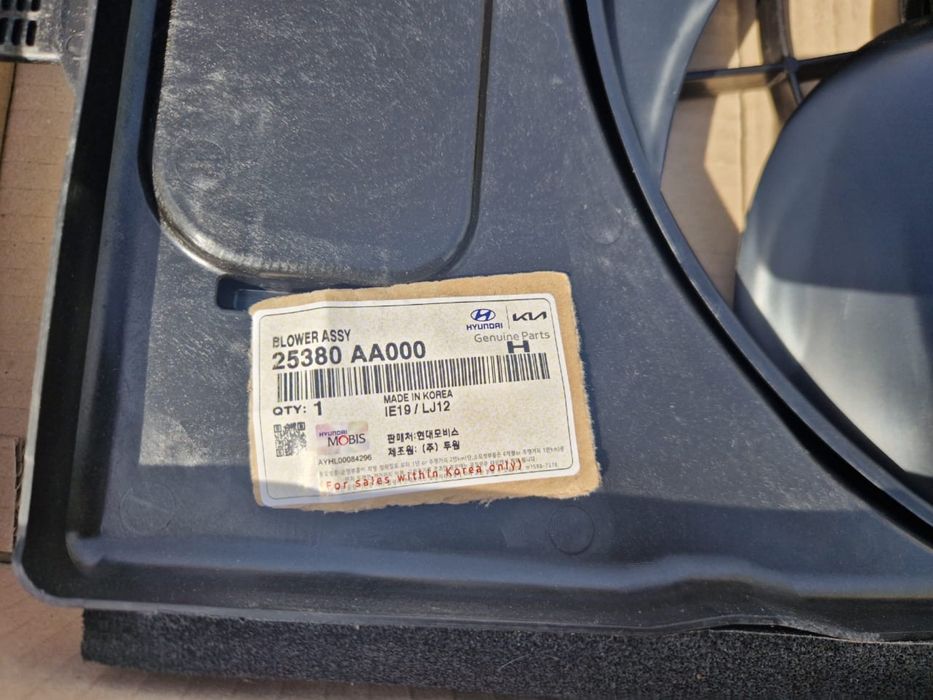 BLOWER ASSY
HYUNDAI KIA
Genuine Parts
25380 AA000
H
MADE IN KOREA
QTY: 1 IE19 / LJ12
HYUNDAI
MOBIS
판매처:현대모비스
제조원: (주) 두원
AYHL00084296
For sales within Korea only)